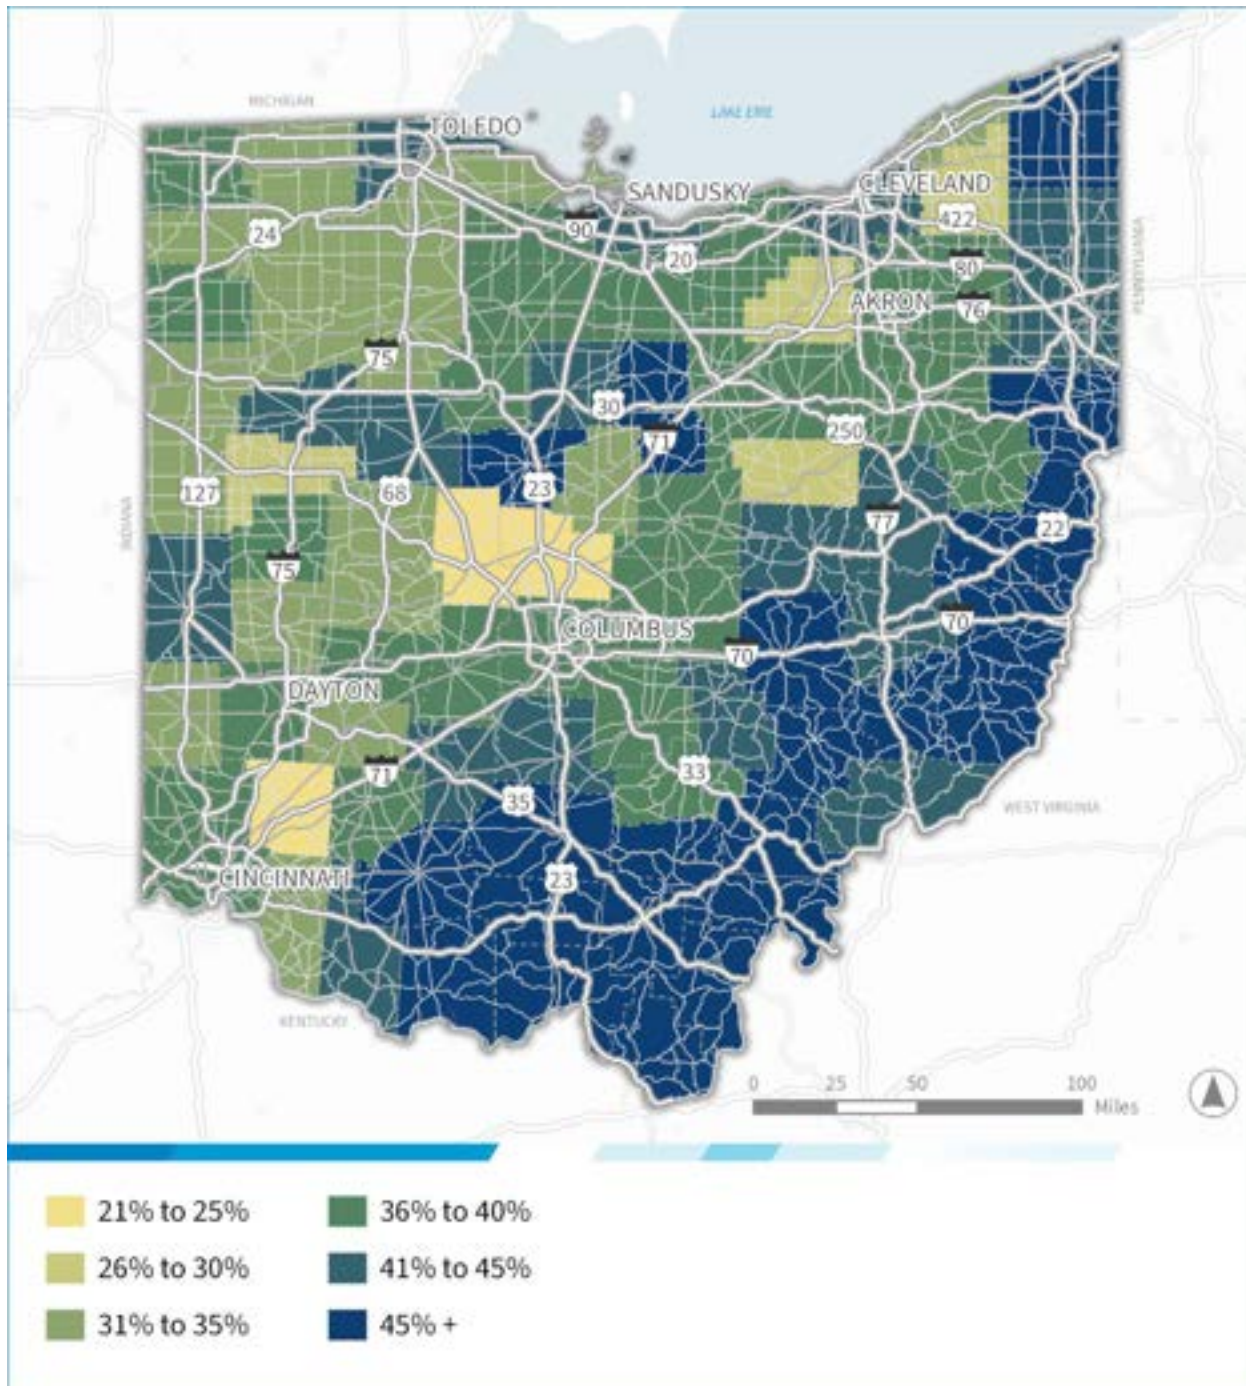 MICHIGAN
LAKE ERIE
TOLEDO
SANDUSKY
CLEVELAND
422
24
90
20
80
AKRON
76
PENNSYLVANIA
75
30
71
250
127
68
23
77
22
INDIANA
75
COLUMBUS
70
70
DAYTON
71
33
35
WEST VIRGINIA
CINCINNATI
23
KENTUCKY
0 25 50 100
Miles
21% to 25%
26% to 30%
31% to 35%
36% to 40%
41% to 45%
45% +